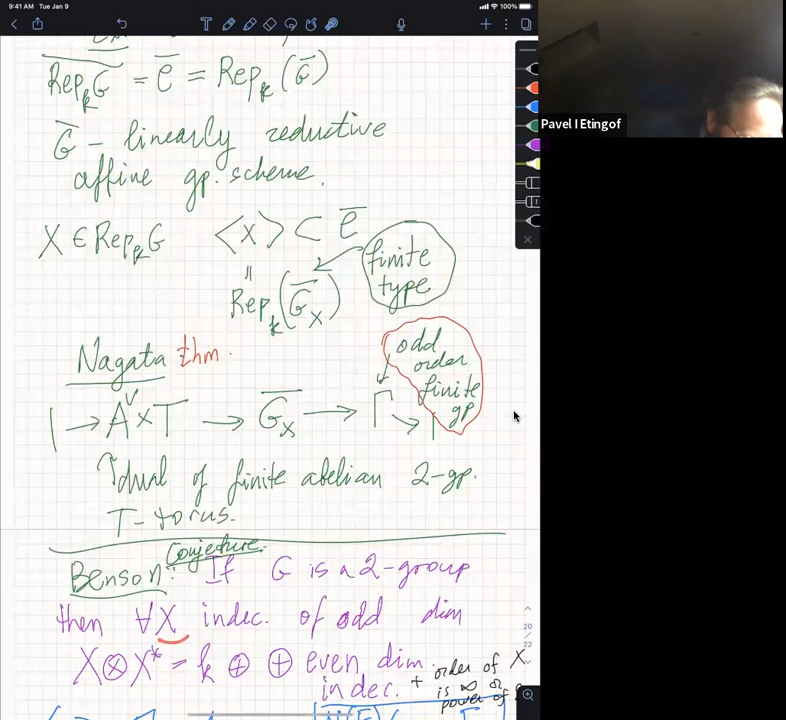 9:41 AM Tue Jan 9
100%
Rep_k G = C̄ = Rep_k (Ḡ)
Ḡ – linearly reductive
affine gp. scheme.
X ∈ Rep_k G <X> ⊂ C̄
finite
type
=
Rep_k (Ḡ_X)
Nagata thm.
odd
order
finite
gp
1 → A^∨ × T → Ḡ_X → Γ → 1
↑ dual of finite abelian 2-gp.
T – torus.
Conjecture.
Benson: If G is a 2-group
then ∀X indec. of odd dim
X ⊗ X* = k ⊕ ⊕ even dim.
indec.
+ order of X
is ∞ or
power of
Pavel I Etingof
20
22